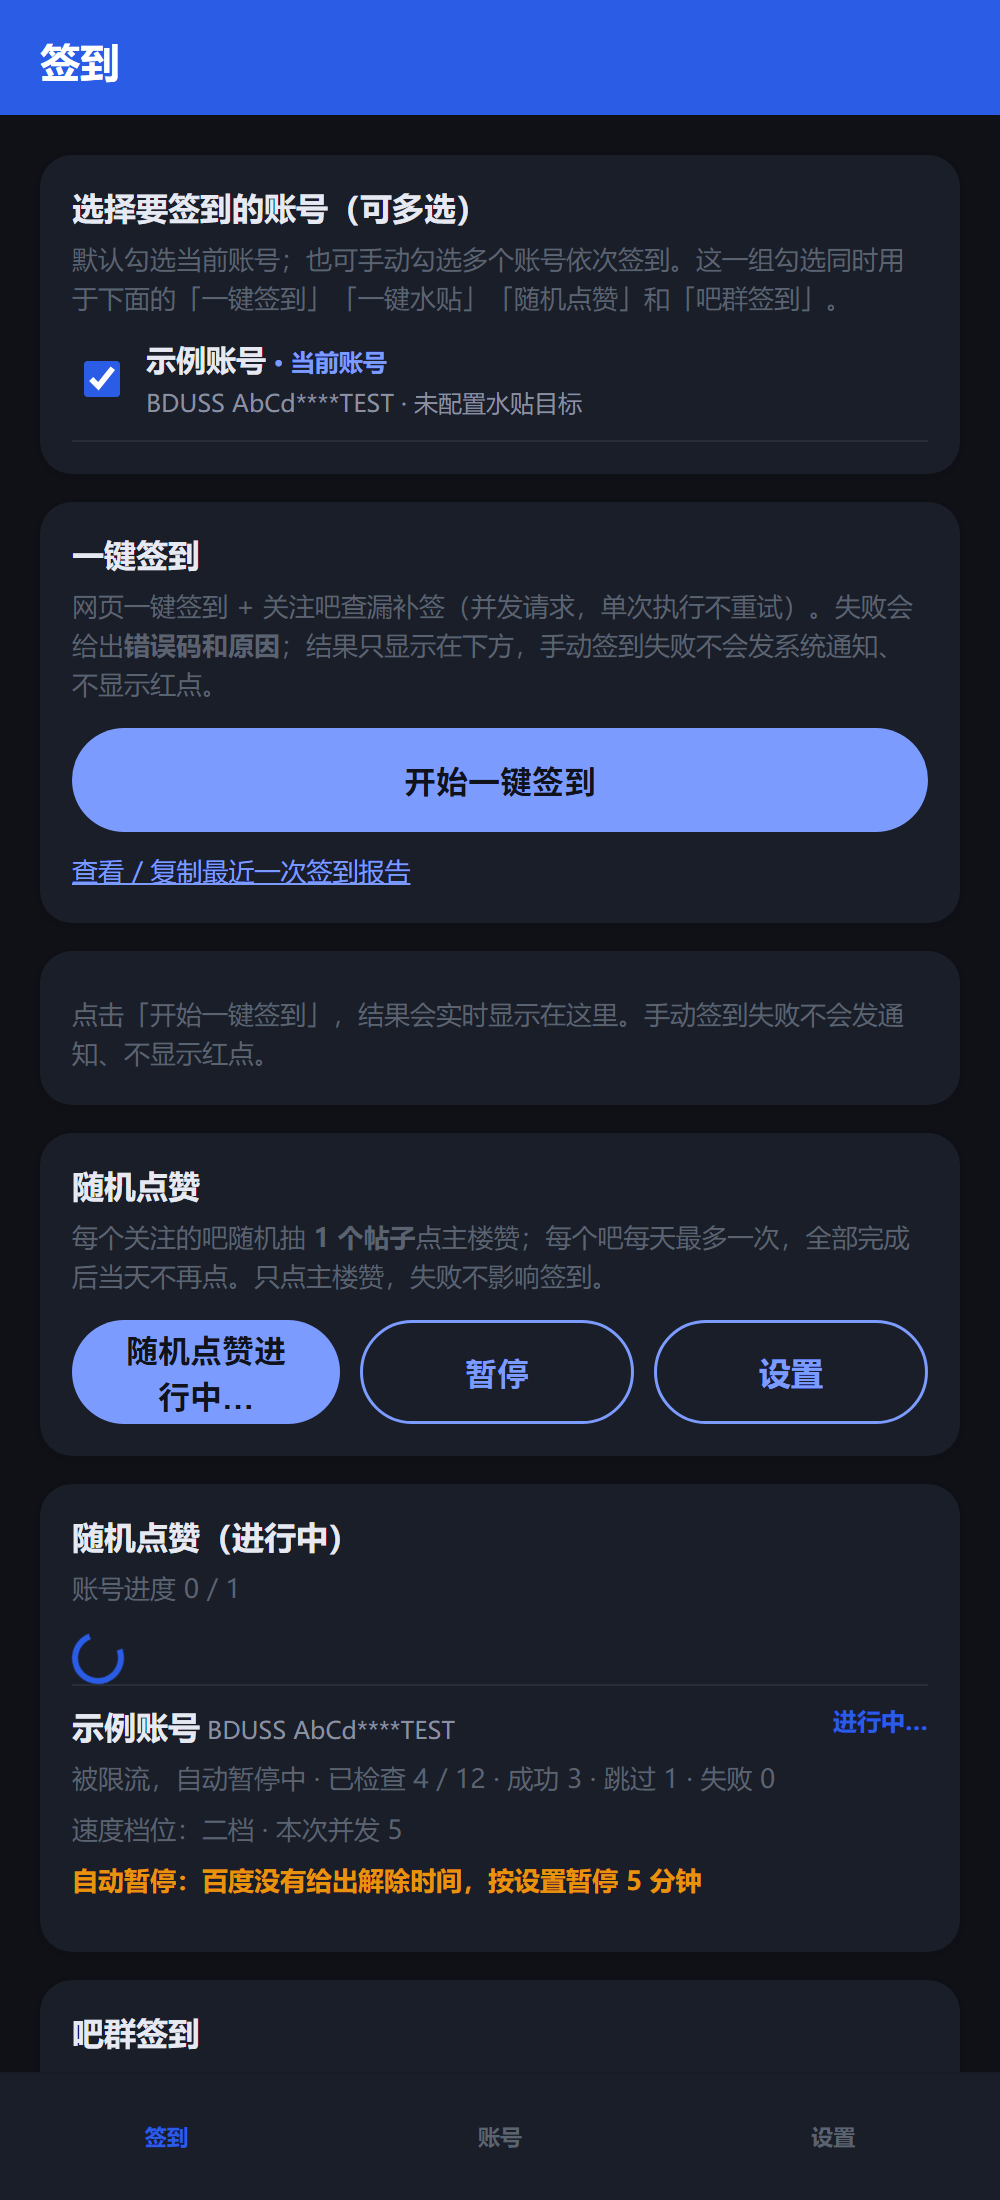 签到
选择要签到的账号（可多选）
默认勾选当前账号；也可手动勾选多个账号依次签到。这一组勾选同时用
于下面的「一键签到」「一键水贴」「随机点赞」和「吧群签到」。
示例账号 · 当前账号
BDUSS AbCd****TEST · 未配置水贴目标
一键签到
网页一键签到 + 关注吧查漏补签（并发请求，单次执行不重试）。失败会
给出错误码和原因；结果只显示在下方，手动签到失败不会发系统通知、
不显示红点。
开始一键签到
查看 / 复制最近一次签到报告
点击「开始一键签到」，结果会实时显示在这里。手动签到失败不会发通
知、不显示红点。
随机点赞
每个关注的吧随机抽 1 个帖子点主楼赞；每个吧每天最多一次，全部完成
后当天不再点。只点主楼赞，失败不影响签到。
随机点赞进
行中…
暂停
设置
随机点赞（进行中）
账号进度 0 / 1
示例账号 BDUSS AbCd****TEST
进行中…
被限流，自动暂停中 · 已检查 4 / 12 · 成功 3 · 跳过 1 · 失败 0
速度档位：二档 · 本次并发 5
自动暂停：百度没有给出解除时间，按设置暂停 5 分钟
吧群签到
签到
账号
设置